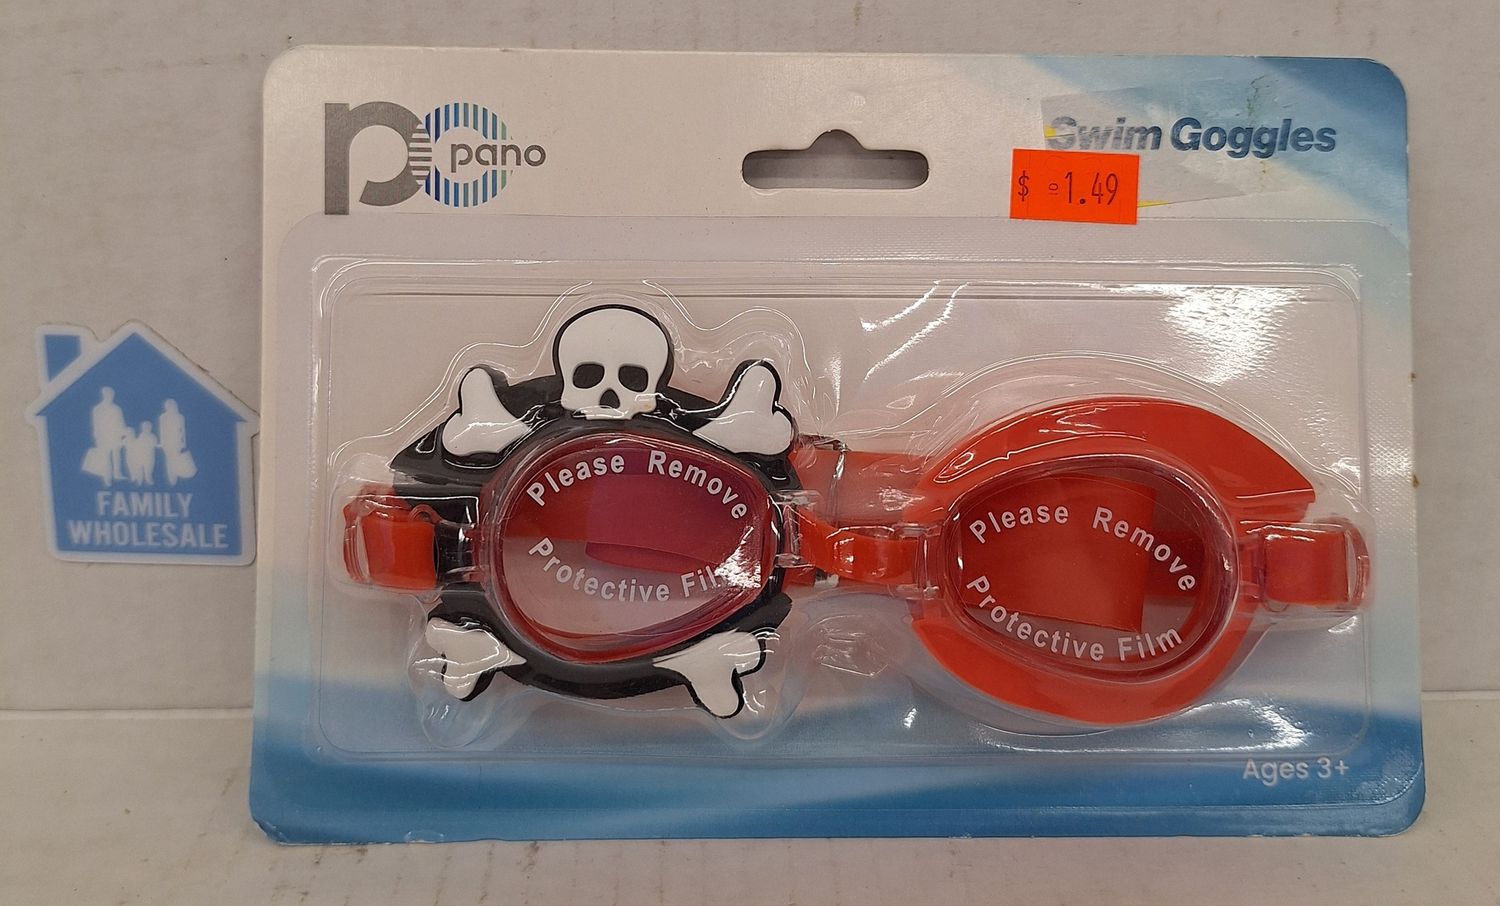 pano
Swim Goggles
$ 1.49
Please Remove
Protective Film
Please Remove
Protective Film
FAMILY
WHOLESALE
Ages 3+